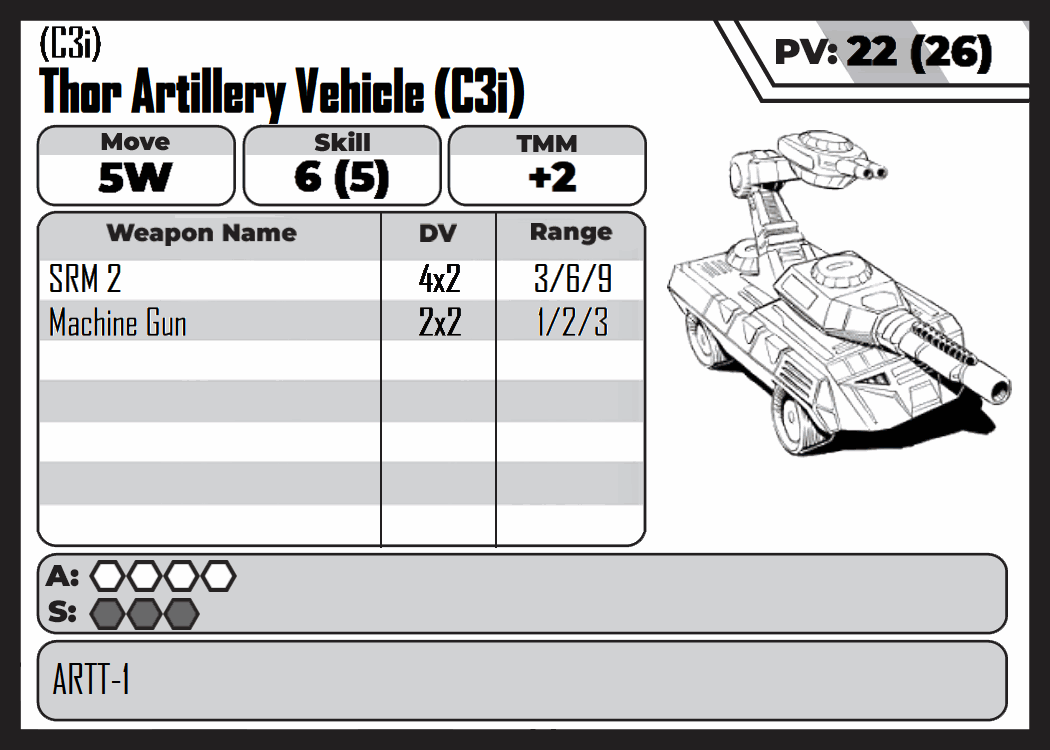 (C3i)
Thor Artillery Vehicle (C3i)
PV: 22 (26)
Move
5W
Skill
6 (5)
TMM
+2
Weapon Name DV Range
SRM 2 4x2 3/6/9
Machine Gun 2x2 1/2/3
A:
S:
ARTT-1